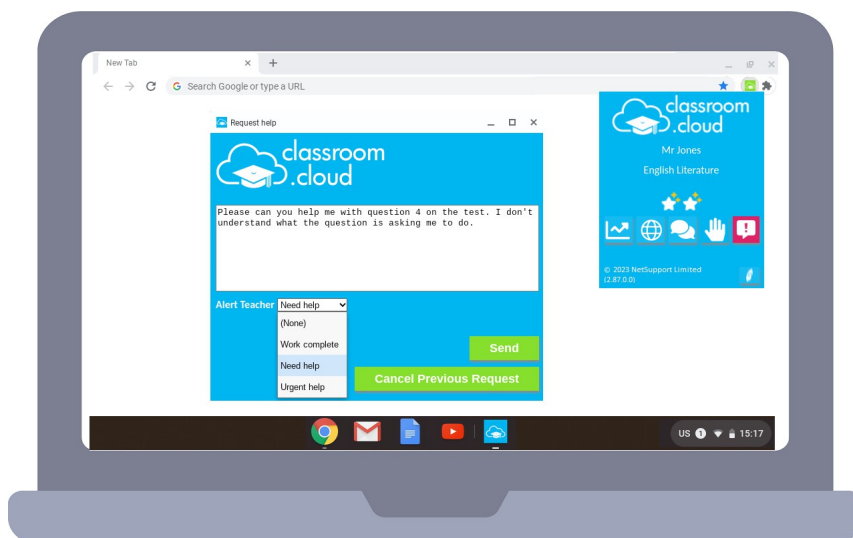 New Tab
Search Google or type a URL
Request help
classroom
.cloud
Please can you help me with question 4 on the test. I don't
understand what the question is asking me to do.
Alert Teacher Need help
(None)
Work complete
Need help
Urgent help
Send
Cancel Previous Request
classroom
.cloud
Mr Jones
English Literature
© 2023 NetSupport Limited
(2.87.0.0)
US 1 15:17